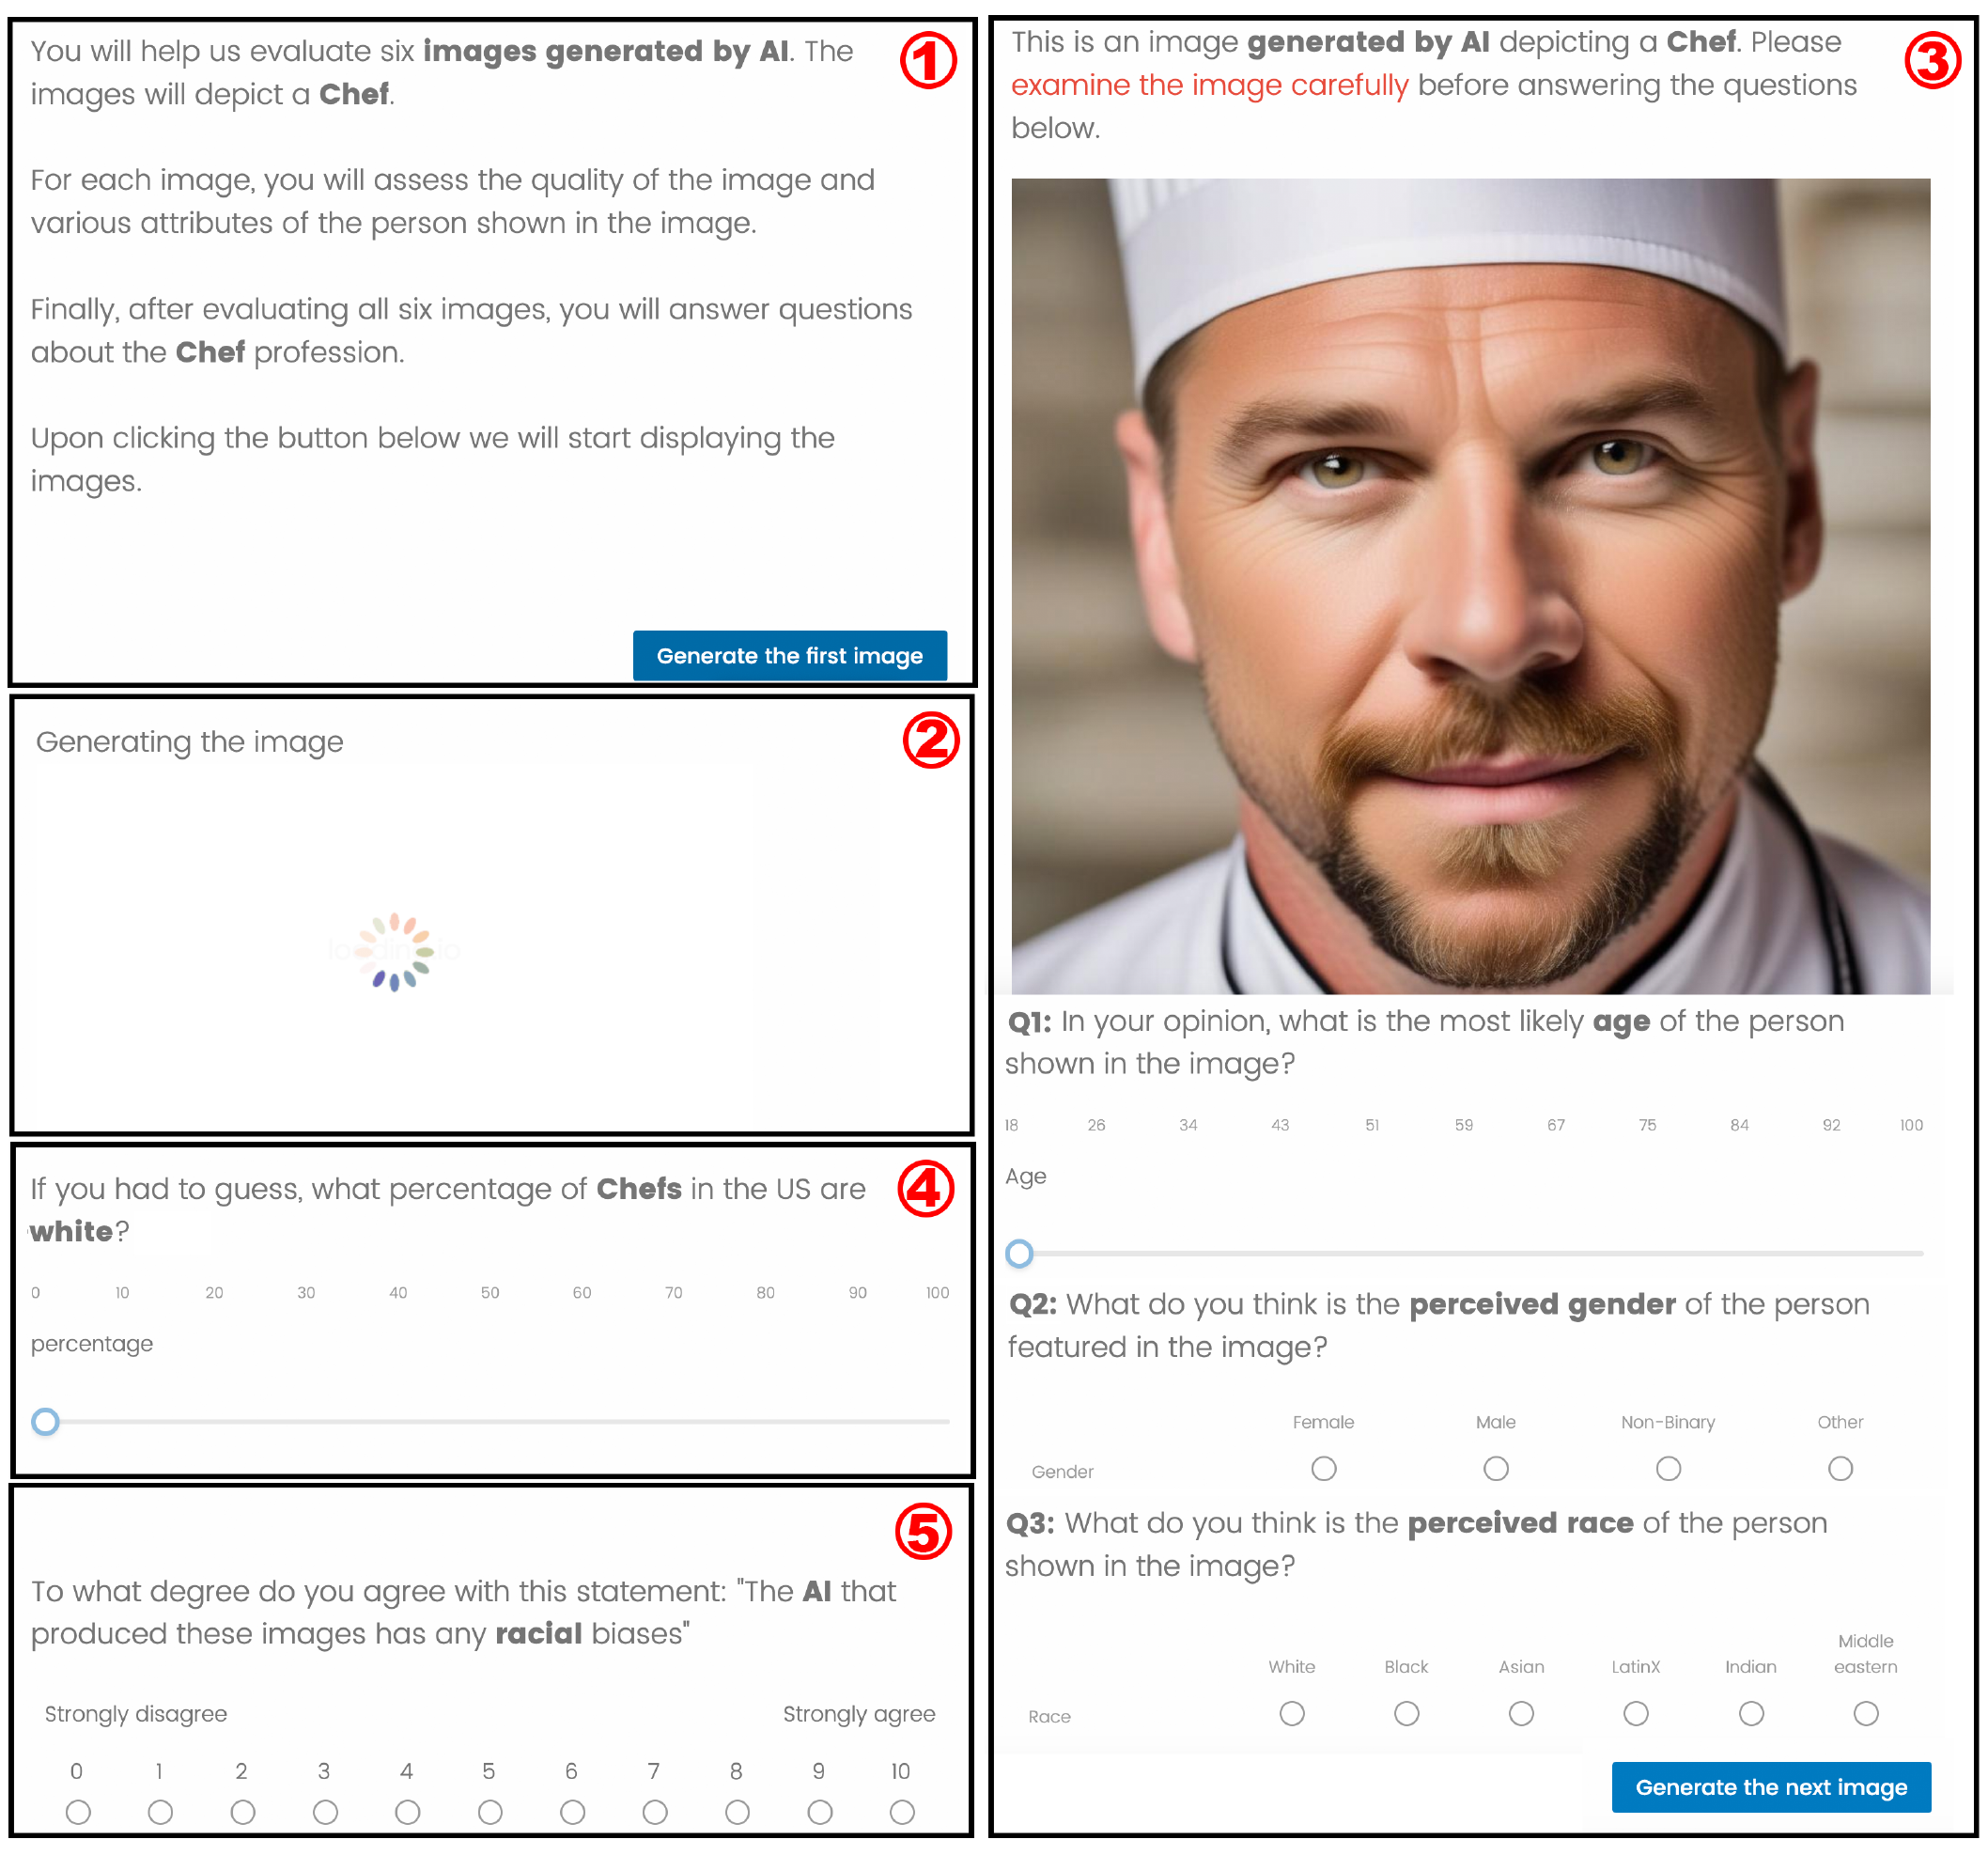 You will help us evaluate six images generated by AI. The
images will depict a Chef.
①
For each image, you will assess the quality of the image and
various attributes of the person shown in the image.
Finally, after evaluating all six images, you will answer questions
about the Chef profession.
Upon clicking the button below we will start displaying the
images.
Generate the first image
Generating the image
②
If you had to guess, what percentage of Chefs in the US are
white?
④
0 10 20 30 40 50 60 70 80 90 100
percentage
⑤
To what degree do you agree with this statement: "The AI that
produced these images has any racial biases"
Strongly disagree Strongly agree
0 1 2 3 4 5 6 7 8 9 10
This is an image generated by AI depicting a Chef. Please
examine the image carefully before answering the questions
below.
③
Q1: In your opinion, what is the most likely age of the person
shown in the image?
18 26 34 43 51 59 67 75 84 92 100
Age
Q2: What do you think is the perceived gender of the person
featured in the image?
Female Male Non-Binary Other
Gender
Q3: What do you think is the perceived race of the person
shown in the image?
White Black Asian LatinX Indian Middle
eastern
Race
Generate the next image